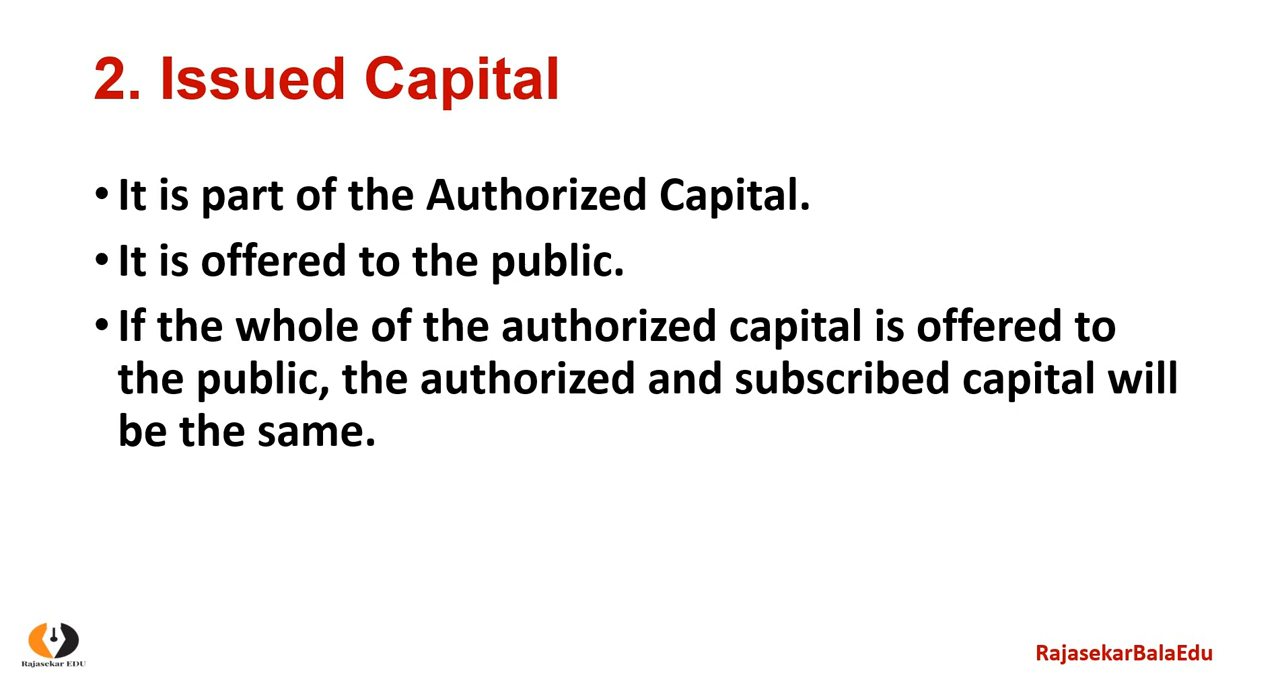 2. Issued Capital
• It is part of the Authorized Capital.
• It is offered to the public.
• If the whole of the authorized capital is offered to
the public, the authorized and subscribed capital will
be the same.
Rajasekar EDU
RajasekarBalaEdu